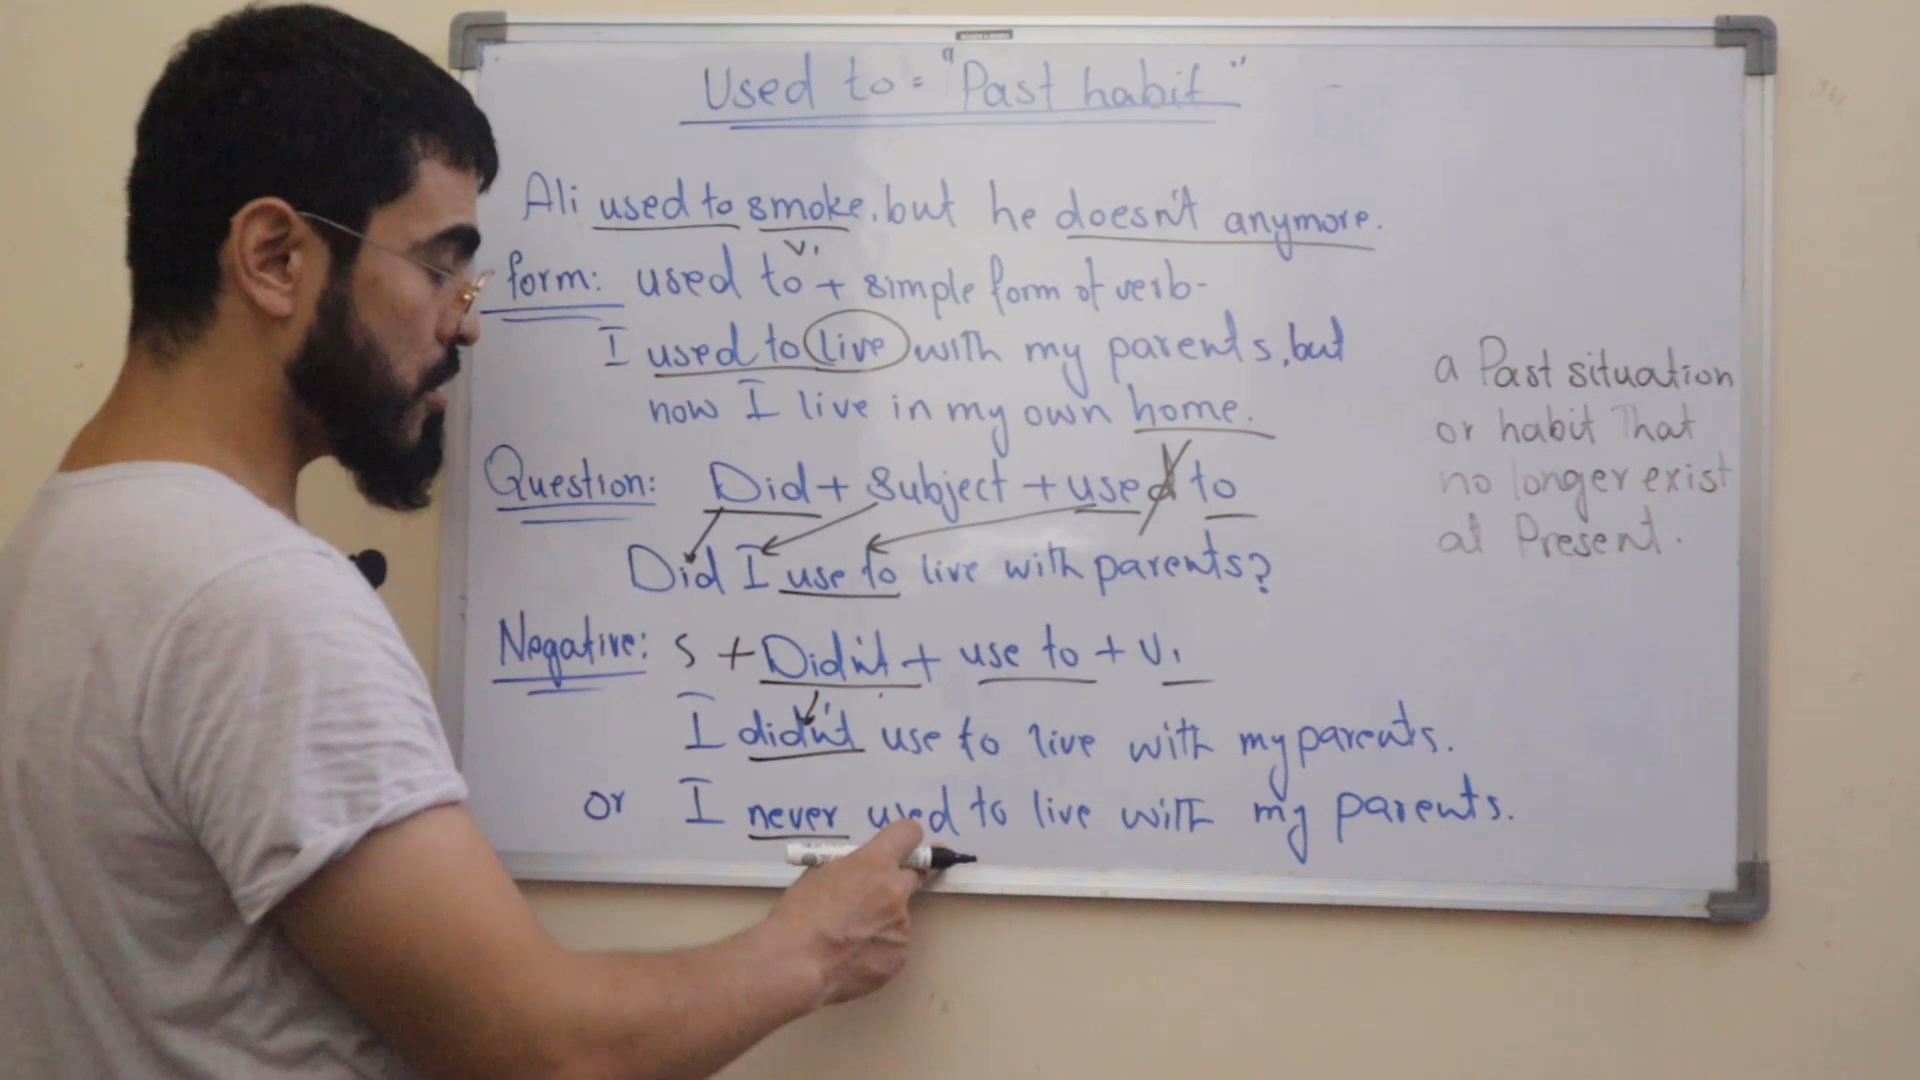 Used to = "Past habit"
Ali used to smoke, but he doesn't anymore.
V1
form: used to + simple form of verb-
I used to live with my parents, but
now I live in my own home.
Question: Did + Subject + used to
Did I use to live with parents?
Negative: S + Didn't + use to + V1
I didn't use to live with my parents.
or I never used to live with my parents.
a Past situation
or habit That
no longer exist
at Present.